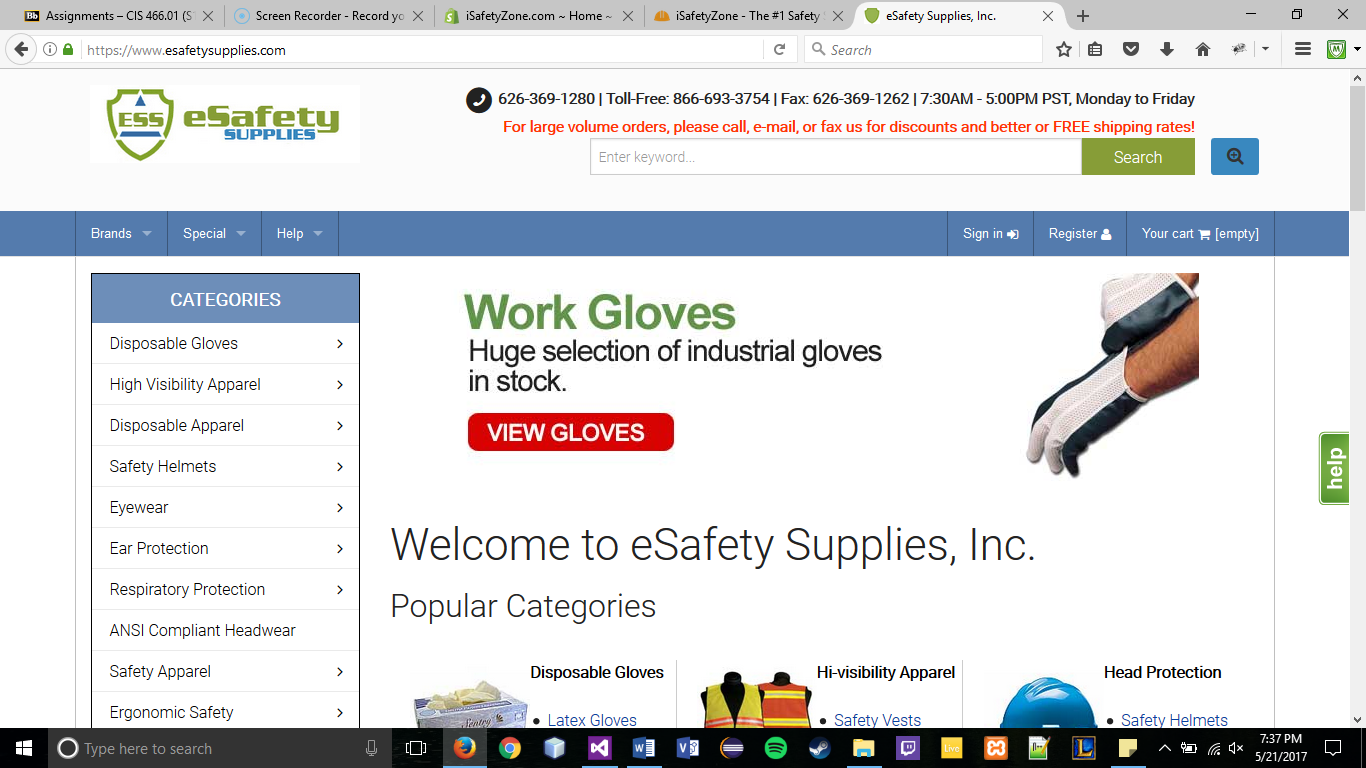 Bb Assignments – CIS 466.01 (S
Screen Recorder - Record yo
iSafetyZone.com ~ Home ~
iSafetyZone - The #1 Safety
eSafety Supplies, Inc.
https://www.esafetysupplies.com
Search
ESS eSafety
SUPPLIES
626-369-1280 | Toll-Free: 866-693-3754 | Fax: 626-369-1262 | 7:30AM - 5:00PM PST, Monday to Friday
For large volume orders, please call, e-mail, or fax us for discounts and better or FREE shipping rates!
Enter keyword...
Search
Brands
Special
Help
Sign in
Register
Your cart [empty]
CATEGORIES
Disposable Gloves
High Visibility Apparel
Disposable Apparel
Safety Helmets
Eyewear
Ear Protection
Respiratory Protection
ANSI Compliant Headwear
Safety Apparel
Ergonomic Safety
Work Gloves
Huge selection of industrial gloves
in stock.
VIEW GLOVES
help
Welcome to eSafety Supplies, Inc.
Popular Categories
Disposable Gloves
Latex Gloves
Hi-visibility Apparel
Safety Vests
Head Protection
Safety Helmets
Type here to search
Live
7:37 PM
5/21/2017